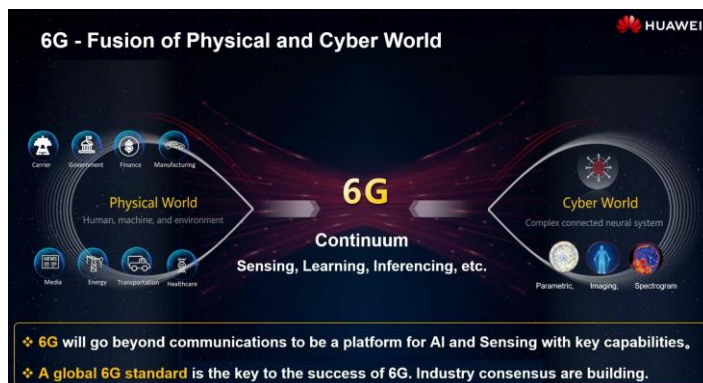 HUAWEI
6G - Fusion of Physical and Cyber World
Carrier
Government
Finance
Manufacturing
Physical World
Human, machine, and environment
Media
Energy
Transportation
Healthcare
NEWS
6G
Continuum
Sensing, Learning, Inferencing, etc.
Cyber World
Complex connected neural system
Parametric, Imaging, Spectrogram
❖ 6G will go beyond communications to be a platform for AI and Sensing with key capabilities。
❖ A global 6G standard is the key to the success of 6G. Industry consensus are building.